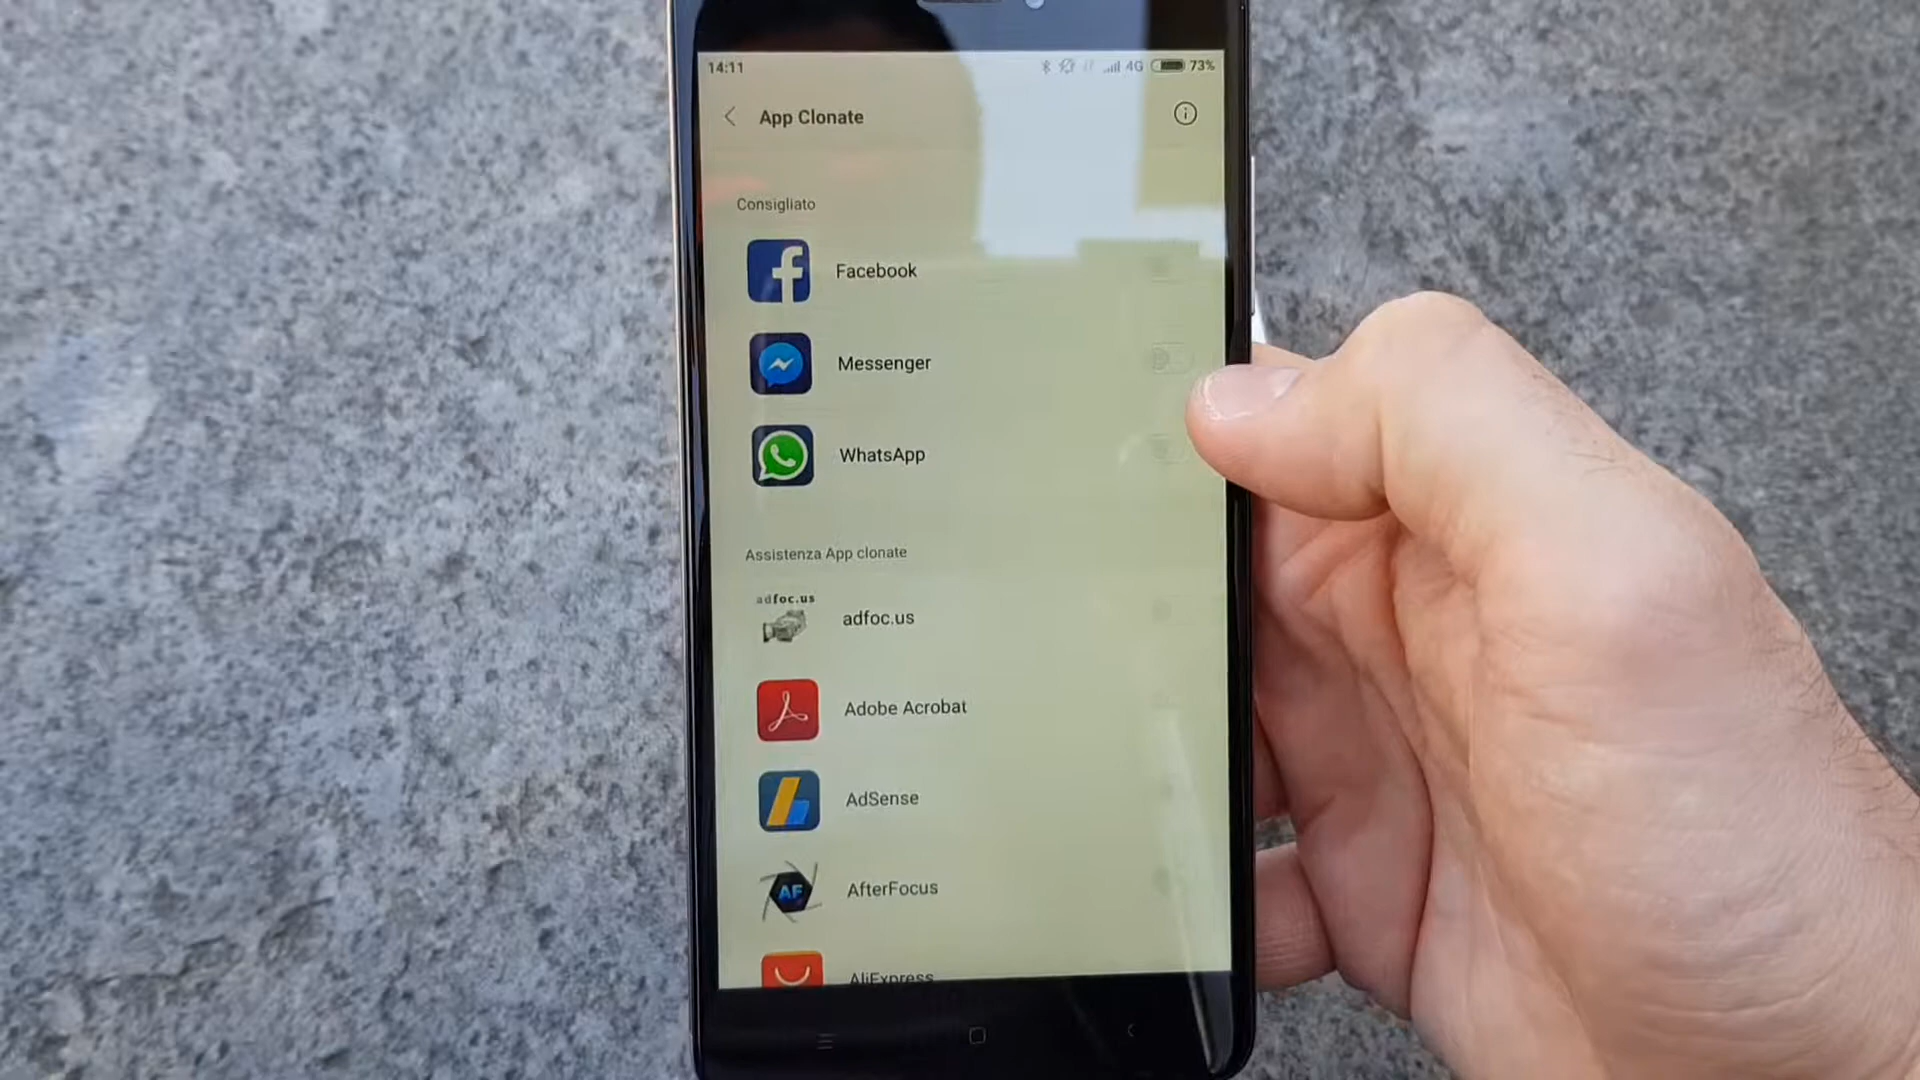 14:11
4G 73%
App Clonate
Consigliato
Facebook
Messenger
WhatsApp
Assistenza App clonate
adfoc.us
adfoc.us
Adobe Acrobat
AdSense
AF
AfterFocus
AliExpress